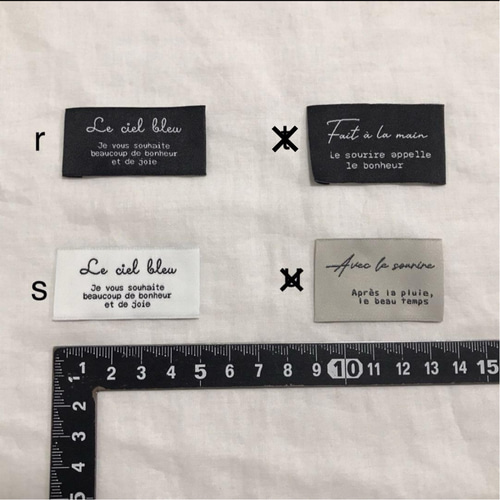 r
Le ciel bleu
Je vous souhaite
beaucoup de bonheur
et de joie
t
Fait à la main
Le sourire appelle
le bonheur
s
Le ciel bleu
Je vous souhaite
beaucoup de bonheur
et de joie
u
Avec le sourire
Après la pluie,
le beau temps
1 2 3 4 5 6 7 8 9 10 11 12 13 14 15
2
3
4
5